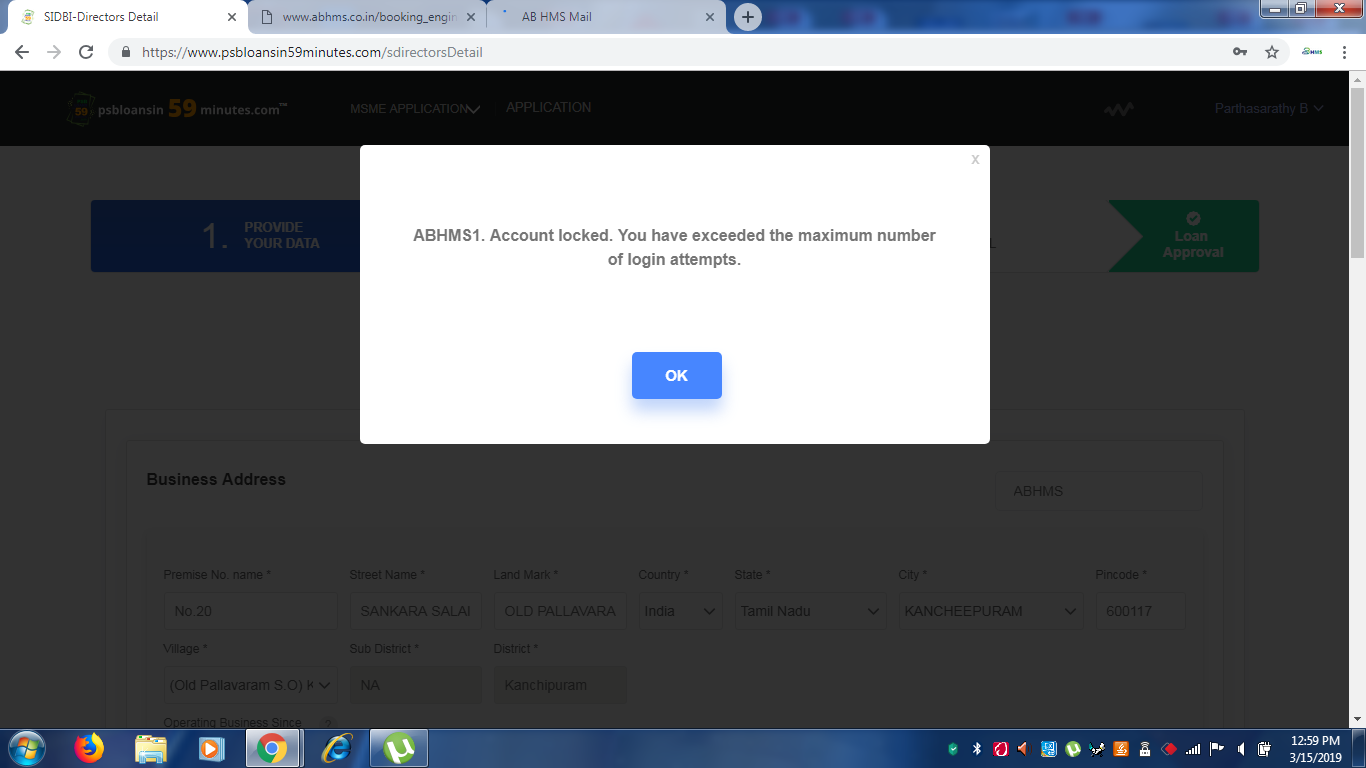 SIDBI-Directors Detail
www.abhms.co.in/booking_engin
AB HMS Mail
https://www.psbloansin59minutes.com/sdirectorsDetail
psbloansin 59 minutes.com™
MSME APPLICATION
APPLICATION
Parthasarathy B
x
ABHMS1. Account locked. You have exceeded the maximum number
of login attempts.
OK
1. PROVIDE
YOUR DATA
Loan
Approval
Business Address
ABHMS
Premise No. name * Street Name * Land Mark * Country * State * City * Pincode *
No.20 SANKARA SALAI OLD PALLAVARA India Tamil Nadu KANCHEEPURAM 600117
Village * Sub District * District *
(Old Pallavaram S.O) K NA Kanchipuram
Operating Business Since ?
12:59 PM
3/15/2019